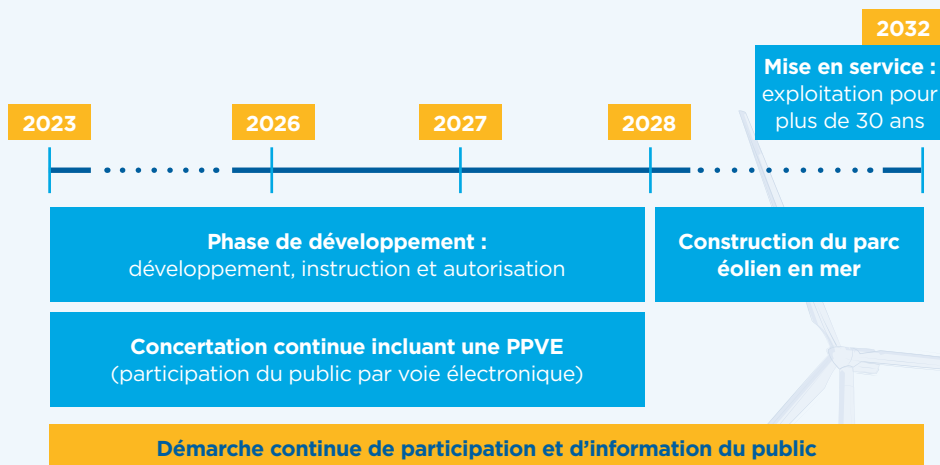 2032
Mise en service :
exploitation pour
plus de 30 ans
2023
2026
2027
2028
Phase de développement :
développement, instruction et autorisation
Construction du parc
éolien en mer
Concertation continue incluant une PPVE
(participation du public par voie électronique)
Démarche continue de participation et d'information du public